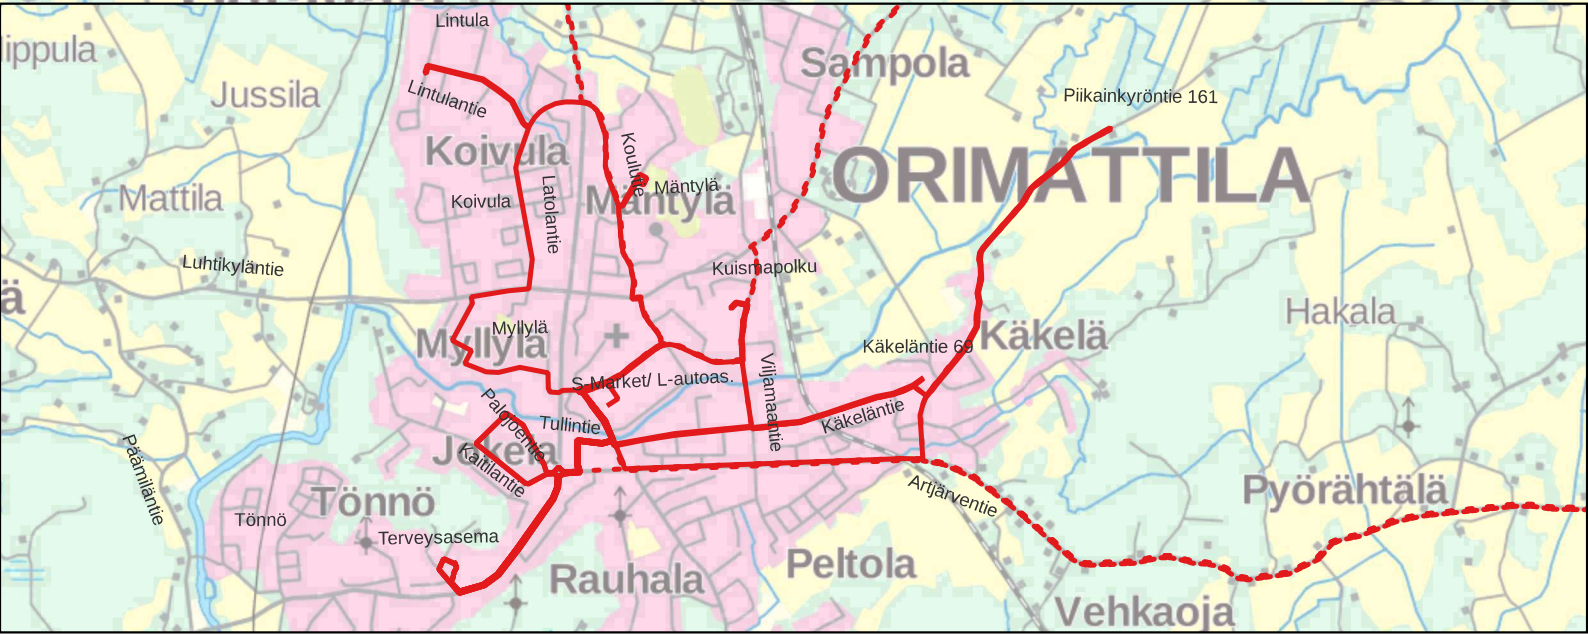 Lintula
lippula
Sampola
Jussila
Lintulantie
Piikainkyröntie 161
Koivula
Koulutie
ORIMATTILA
Mäntylä
Mattila
Koivula
Latolantie
Mäntylä
Luhtikyläntie
Kuismapolku
ä
Hakala
Myllylä
Myllylä
Käkelä
Käkeläntie 69
S-Market/ L-autoas.
Viljamaantie
Palojoentie
Tullintie
Käkeläntie
Jokela
Kaitilantie
Päämiläntie
Tönnö
Artjärventie
Pyörähtälä
Tönnö
Terveysasema
Rauhala
Peltola
Vehkaoja